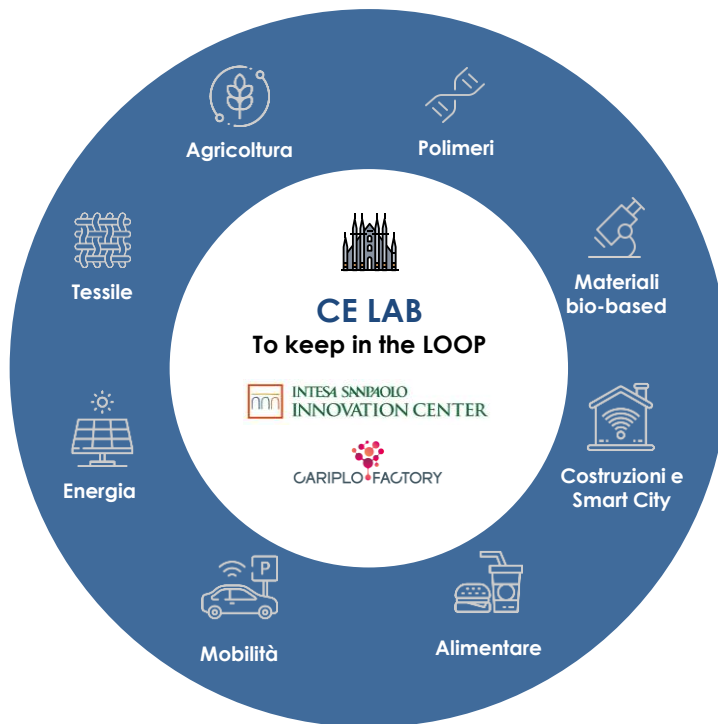 Agricoltura
Polimeri
Tessile
Materiali
bio-based
CE LAB
To keep in the LOOP
INTESA SANPAOLO
INNOVATION CENTER
CARIPLO FACTORY
Energia
Costruzioni e
Smart City
P
Mobilità
Alimentare